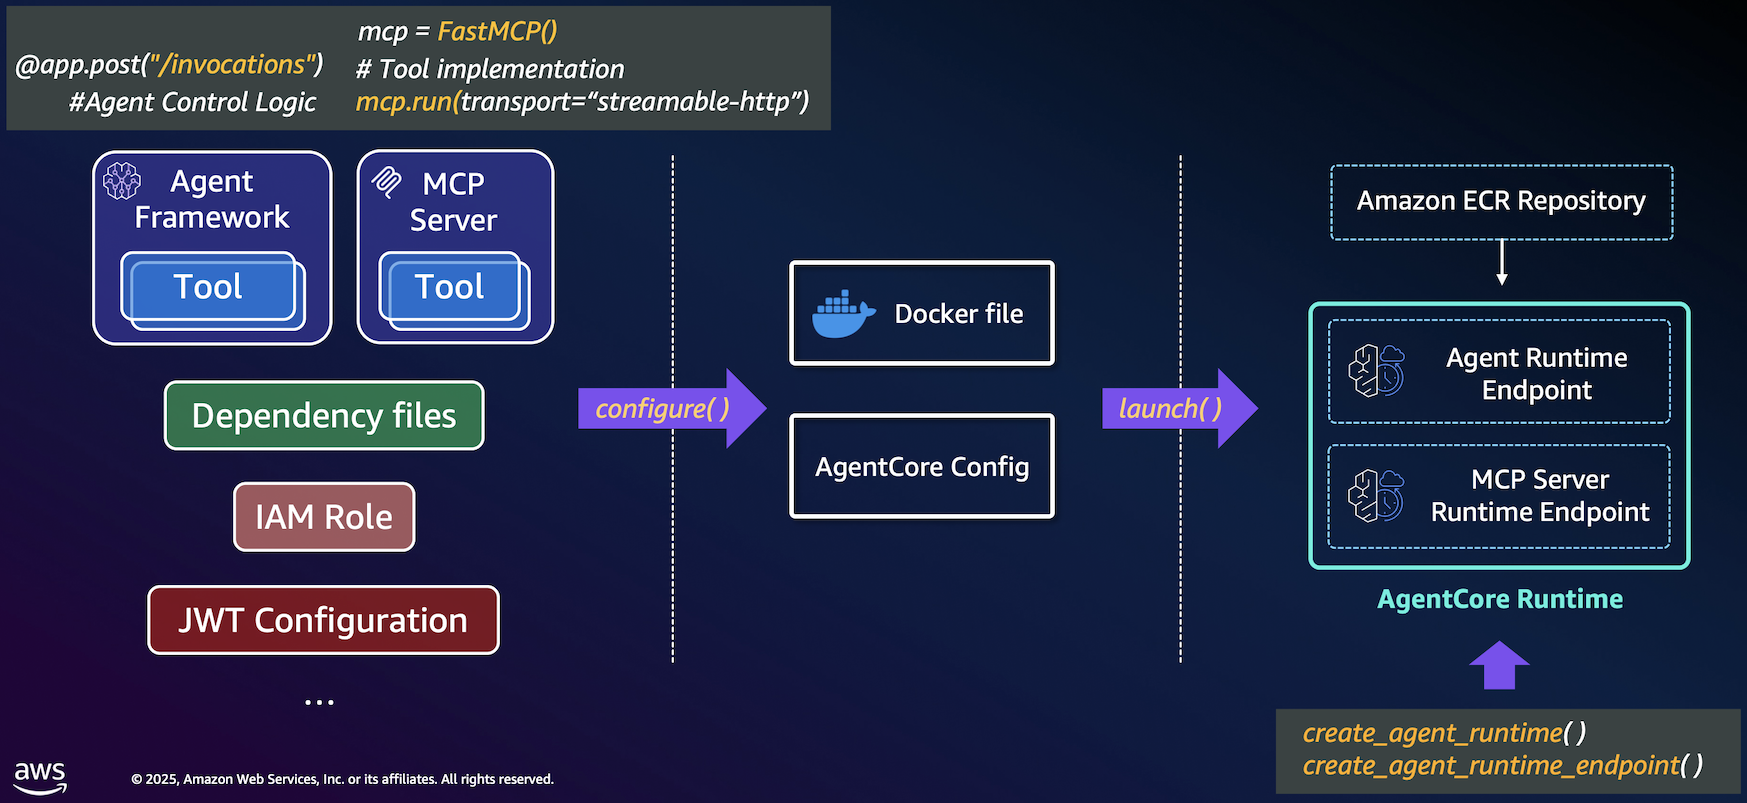 @app.post("/invocations")
#Agent Control Logic
mcp = FastMCP()
# Tool implementation
mcp.run(transport=“streamable-http”)
Agent
Framework
Tool
MCP
Server
Tool
Dependency files
IAM Role
JWT Configuration
...
configure( )
Docker file
AgentCore Config
launch( )
Amazon ECR Repository
Agent Runtime
Endpoint
MCP Server
Runtime Endpoint
AgentCore Runtime
create_agent_runtime( )
create_agent_runtime_endpoint( )
aws
© 2025, Amazon Web Services, Inc. or its affiliates. All rights reserved.